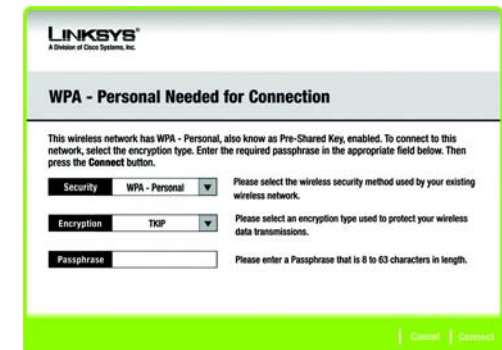 LINKSYS®
A Division of Cisco Systems, Inc.
WPA - Personal Needed for Connection
This wireless network has WPA - Personal, also know as Pre-Shared Key, enabled. To connect to this
network, select the encryption type. Enter the required passphrase in the appropriate field below. Then
press the Connect button.
Security WPA - Personal Please select the wireless security method used by your existing
wireless network.
Encryption TKIP Please select an encryption type used to protect your wireless
data transmissions.
Passphrase Please enter a Passphrase that is 8 to 63 characters in length.
Cancel Connect